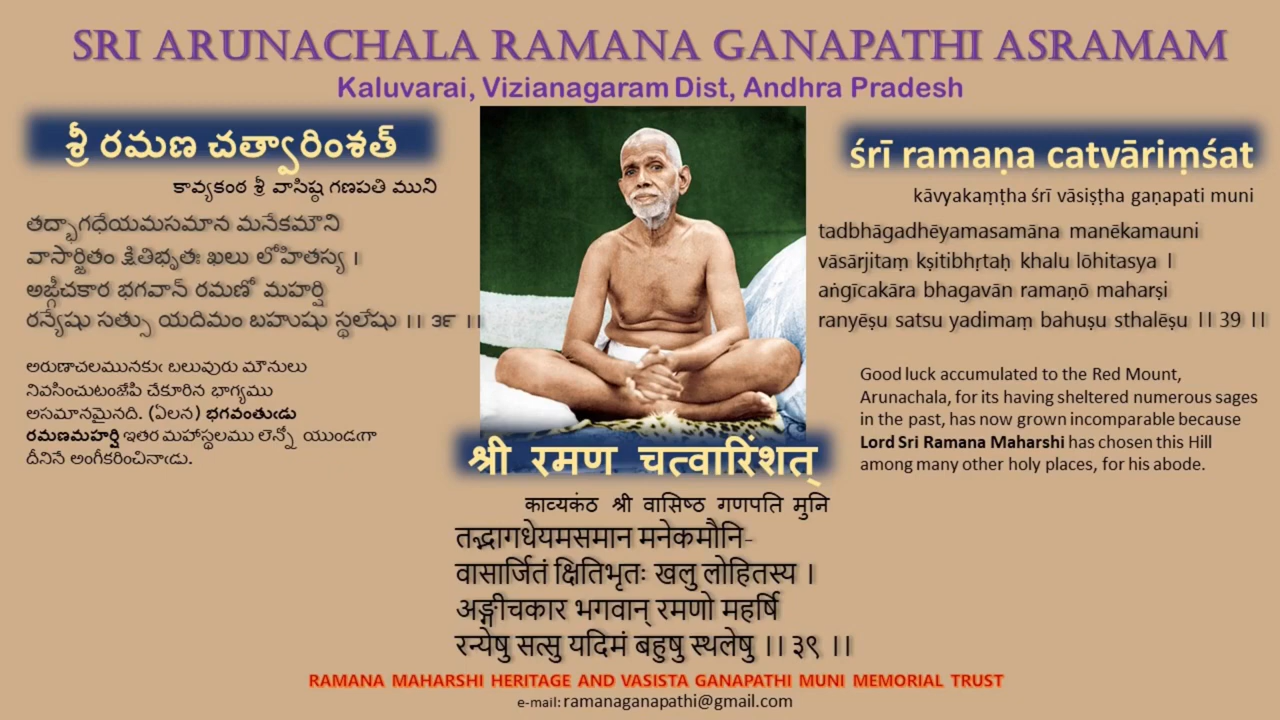 SRI ARUNACHALA RAMANA GANAPATHI ASRAMAM
Kaluvarai, Vizianagaram Dist, Andhra Pradesh
శ్రీ రమణ చత్వారింశత్
కావ్యకంఠ శ్రీ వాసిష్ఠ గణపతి ముని
తద్భాగధేయమసమాన మనేకమౌని
వాసార్జితం క్షితిభృతః ఖలు లోహితస్య ।
అఙ్గీచకార భగవాన్ రమణో మహర్షి
రన్యేషు సత్సు యదిమం బహుషు స్థలేషు ।। ౩౯ ।।
అరుణాచలమునకుఁ బలువురు మౌనులు
నివసించుటంజేపి చేకూరిన భాగ్యము
అసమానమైనది. (ఏలన) భగవంతుఁడు
రమణమహర్షి ఇతర మహాస్థలము లెన్నో యుండఁగా
దీనినే అంగీకరించినాఁడు.
śrī ramaṇa catvāriṃśat
kāvyakaṃṭha śrī vāsiṣṭha gaṇapati muni
tadbhāgadhēyamasamāna manēkamauni
vāsārjitaṃ kṣitibhṛtaḥ khalu lōhitasya ।
aṅgīcakāra bhagavān ramaṇō maharṣi
ranyēṣu satsu yadimaṃ bahuṣu sthalēṣu ।। 39 ।।
Good luck accumulated to the Red Mount,
Arunachala, for its having sheltered numerous sages
in the past, has now grown incomparable because
Lord Sri Ramana Maharshi has chosen this Hill
among many other holy places, for his abode.
श्री रमण चत्वारिंशत्
काव्यकंठ श्री वासिष्ठ गणपति मुनि
तद्भागधेयमसमान मनेकमौनि-
वासार्जितं क्षितिभृतः खलु लोहितस्य ।
अङ्गीचकार भगवान् रमणो महर्षि
रन्येषु सत्सु यदिमं बहुषु स्थलेषु ।। ३९ ।।
RAMANA MAHARSHI HERITAGE AND VASISTA GANAPATHI MUNI MEMORIAL TRUST
e-mail: ramanaganapathi@gmail.com